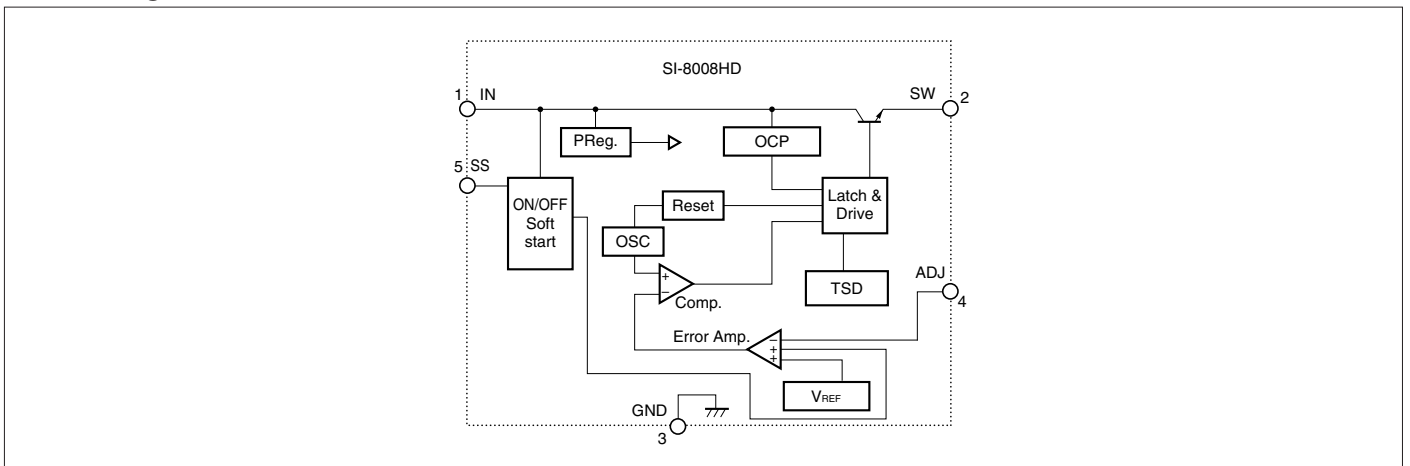 SI-8008HD
1 IN
SW 2
PReg.
OCP
5 SS
ON/OFF
Soft
start
Reset
Latch &
Drive
OSC
+
−
Comp.
TSD
ADJ
4
Error Amp.
−
+
+
VREF
GND
3